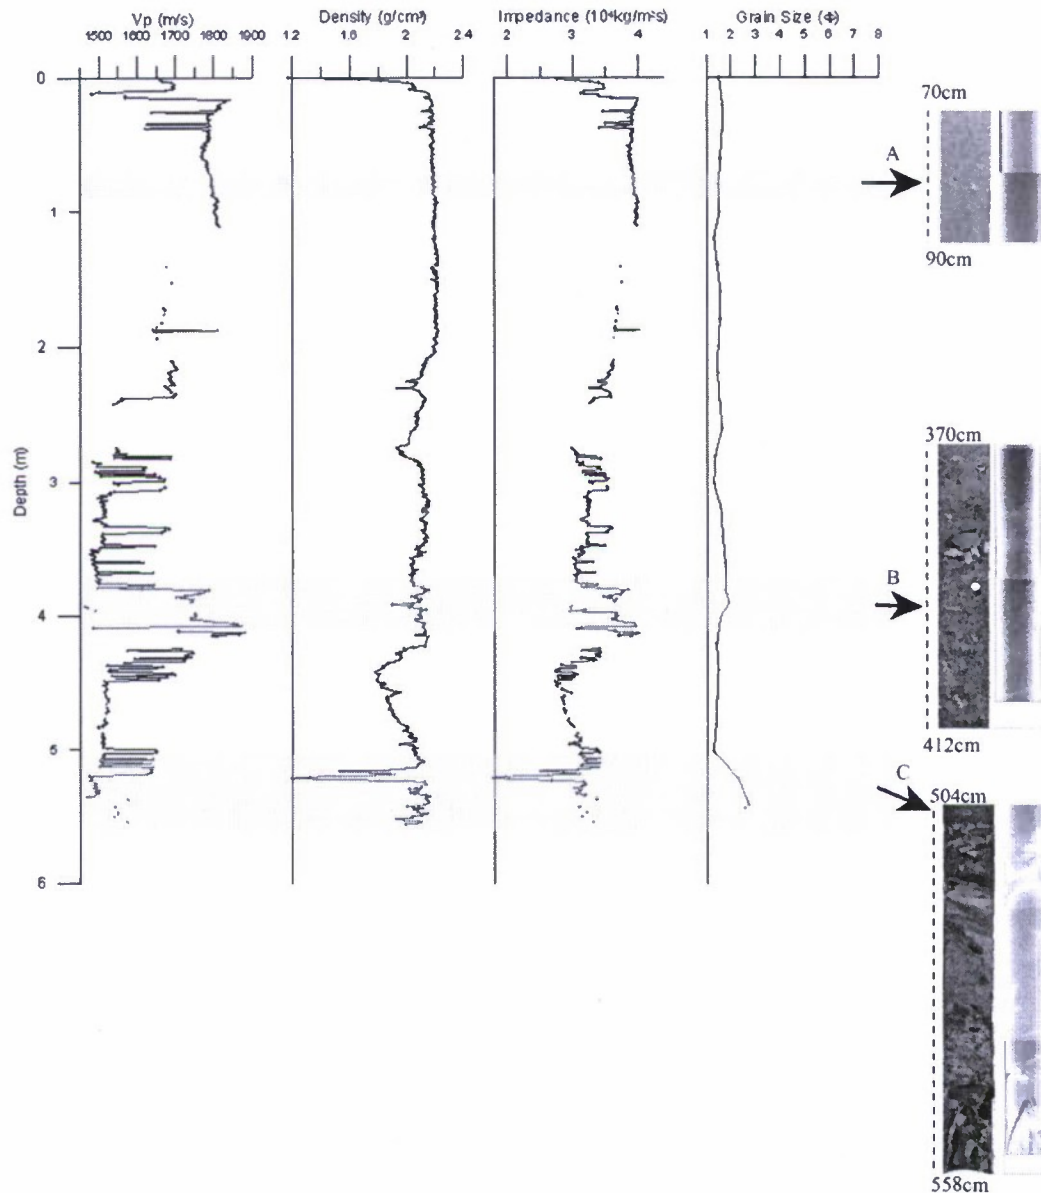 Vp (m/s) Density (g/cm³) Impedance (10⁴kg/m²s) Grain Size (Φ)
1500 1600 1700 1800 1900 1.2 1.6 2 2.4 2 3 4 1 2 3 4 5 6 7 8
0
70cm
A
1
90cm
2
370cm
Depth (m)
3
B
4
412cm
5
C
504cm
6
558cm